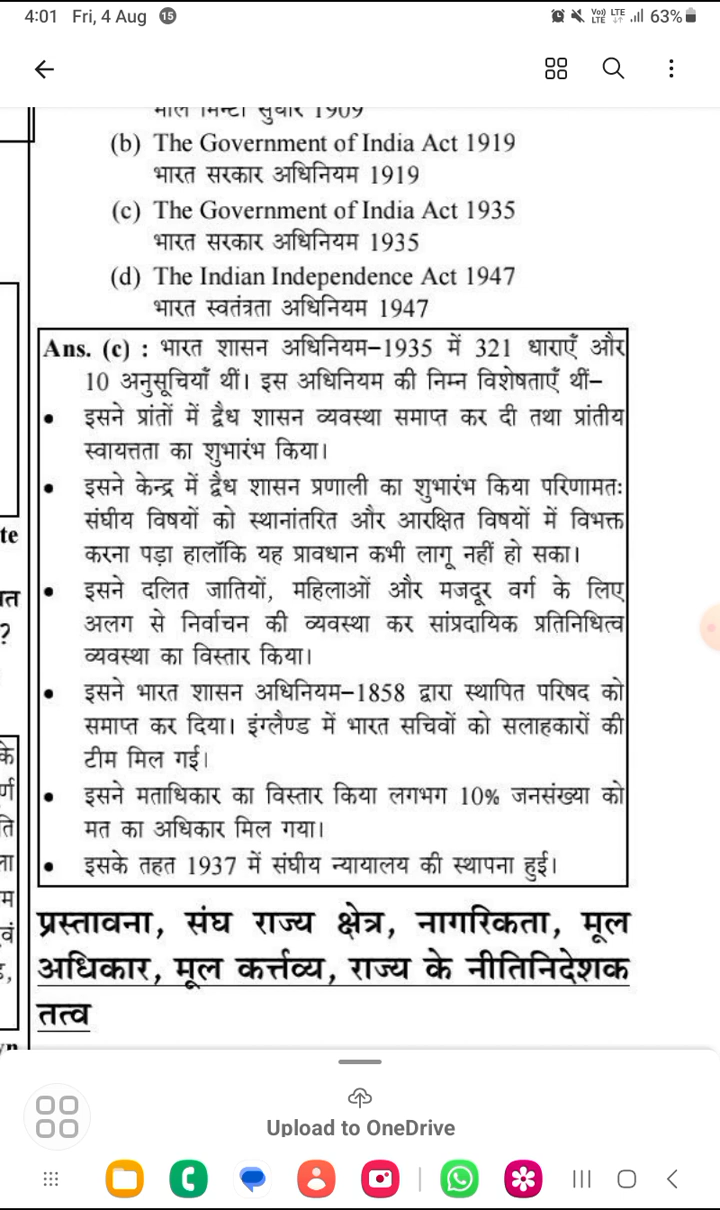 4:01 Fri, 4 Aug 15
Vo)) LTE LTE 63%
1909
(b) The Government of India Act 1919
भारत सरकार अधिनियम 1919
(c) The Government of India Act 1935
भारत सरकार अधिनियम 1935
(d) The Indian Independence Act 1947
भारत स्वतंत्रता अधिनियम 1947
Ans. (c) : भारत शासन अधिनियम–1935 में 321 धाराएँ और
10 अनुसूचियाँ थीं। इस अधिनियम की निम्न विशेषताएँ थीं–
• इसने प्रांतों में द्वैध शासन व्यवस्था समाप्त कर दी तथा प्रांतीय
स्वायत्तता का शुभारंभ किया।
• इसने केन्द्र में द्वैध शासन प्रणाली का शुभारंभ किया परिणामतः
संघीय विषयों को स्थानांतरित और आरक्षित विषयों में विभक्त
करना पड़ा हालाँकि यह प्रावधान कभी लागू नहीं हो सका।
• इसने दलित जातियों, महिलाओं और मजदूर वर्ग के लिए
अलग से निर्वाचन की व्यवस्था कर सांप्रदायिक प्रतिनिधित्व
व्यवस्था का विस्तार किया।
• इसने भारत शासन अधिनियम–1858 द्वारा स्थापित परिषद को
समाप्त कर दिया। इंग्लैण्ड में भारत सचिवों को सलाहकारों की
टीम मिल गई।
• इसने मताधिकार का विस्तार किया लगभग 10% जनसंख्या को
मत का अधिकार मिल गया।
• इसके तहत 1937 में संघीय न्यायालय की स्थापना हुई।
प्रस्तावना, संघ राज्य क्षेत्र, नागरिकता, मूल
अधिकार, मूल कर्त्तव्य, राज्य के नीतिनिदेशक
तत्व
Upload to OneDrive